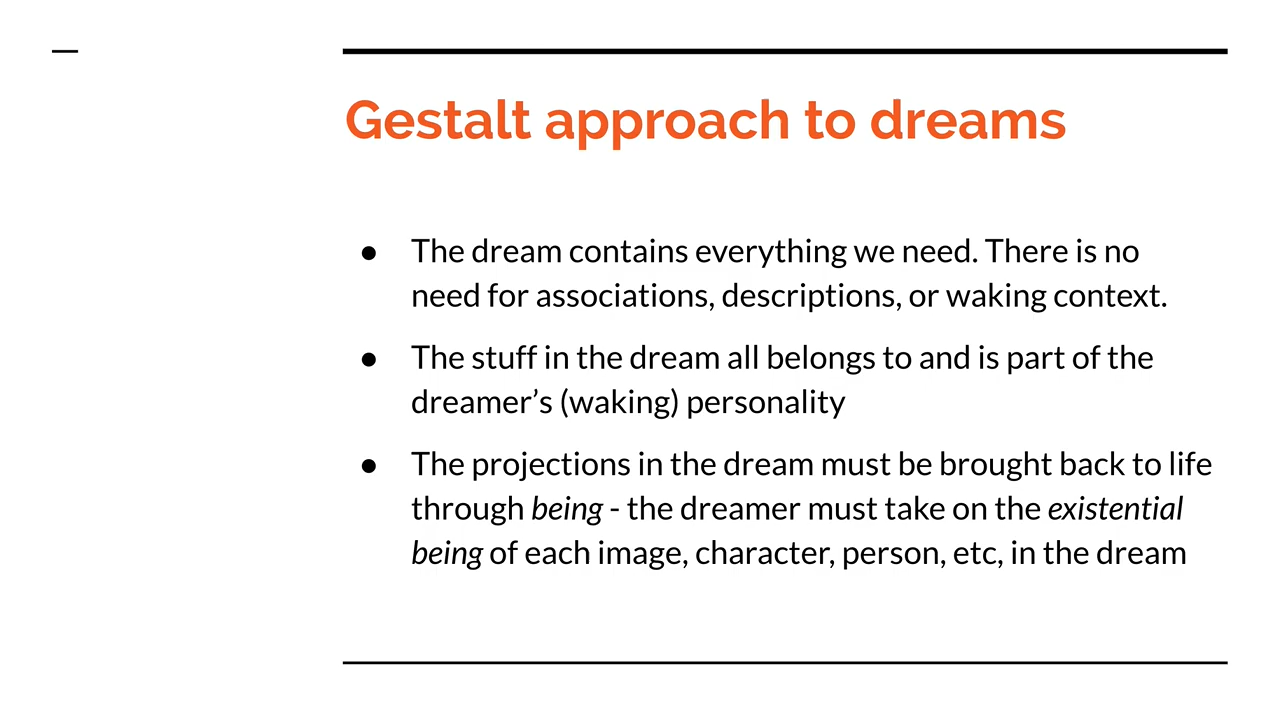 Gestalt approach to dreams
● The dream contains everything we need. There is no
need for associations, descriptions, or waking context.
● The stuff in the dream all belongs to and is part of the
dreamer’s (waking) personality
● The projections in the dream must be brought back to life
through being - the dreamer must take on the existential
being of each image, character, person, etc, in the dream